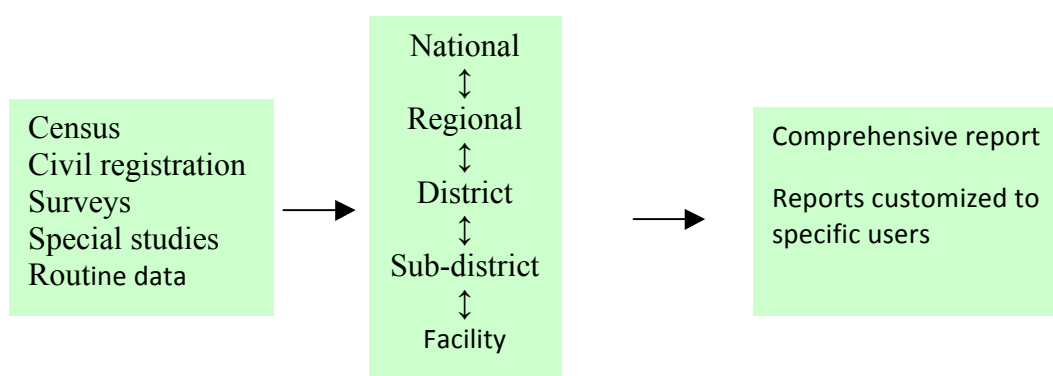 Census
Civil registration
Surveys
Special studies
Routine data
National
↕
Regional
↕
District
↕
Sub-district
↕
Facility
Comprehensive report
Reports customized to
specific users